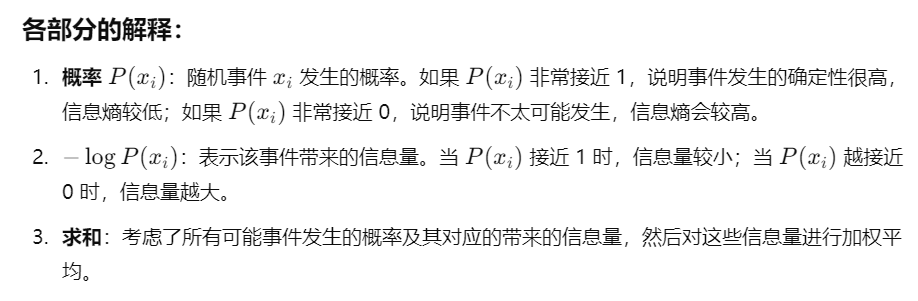 各部分的解释：
1. 概率 P(xᵢ)：随机事件 xᵢ 发生的概率。如果 P(xᵢ) 非常接近 1，说明事件发生的确定性很高，
信息熵较低；如果 P(xᵢ) 非常接近 0，说明事件不太可能发生，信息熵会较高。
2. − log P(xᵢ)：表示该事件带来的信息量。当 P(xᵢ) 接近 1 时，信息量较小；当 P(xᵢ) 越接近
0 时，信息量越大。
3. 求和：考虑了所有可能事件发生的概率及其对应的带来的信息量，然后对这些信息量进行加权平
均。